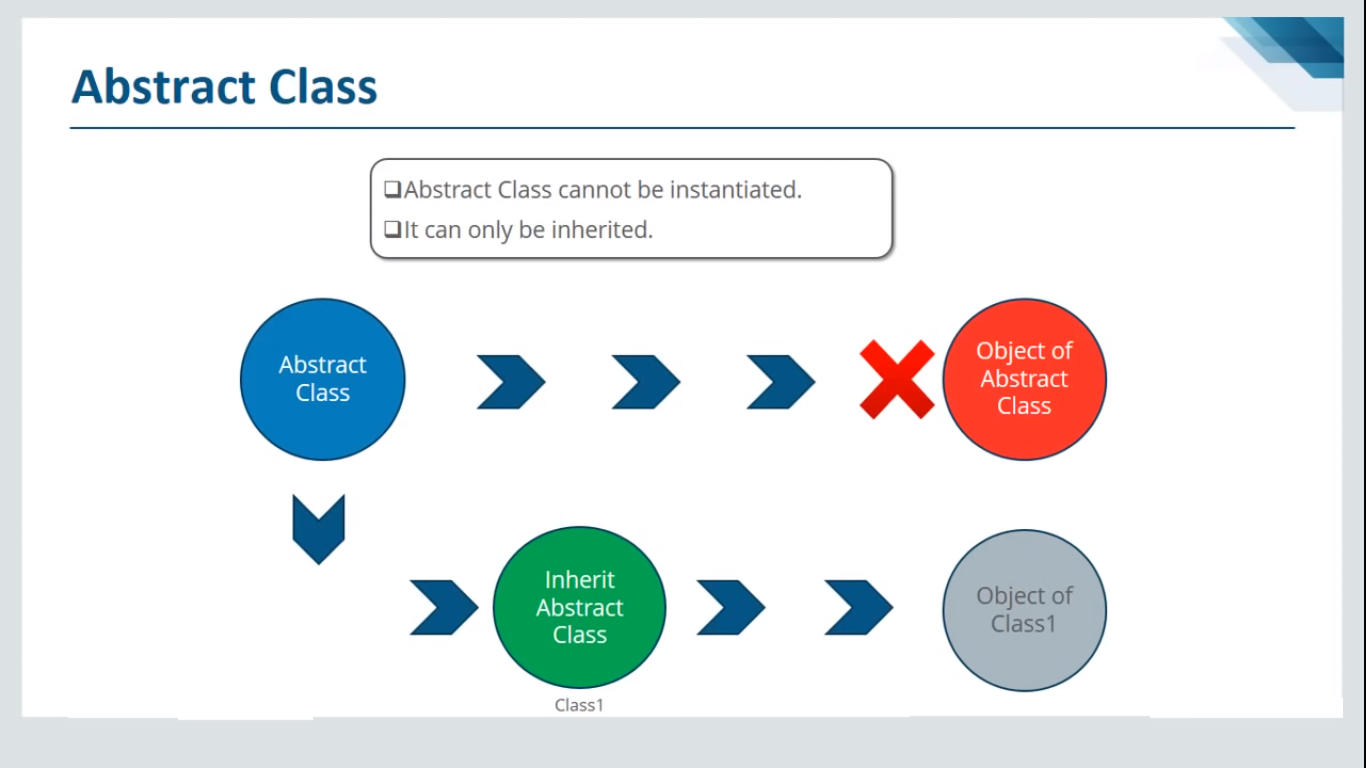 Abstract Class
❑Abstract Class cannot be instantiated.
❑It can only be inherited.
Abstract
Class
Object of
Abstract
Class
Inherit
Abstract
Class
Class1
Object of
Class1